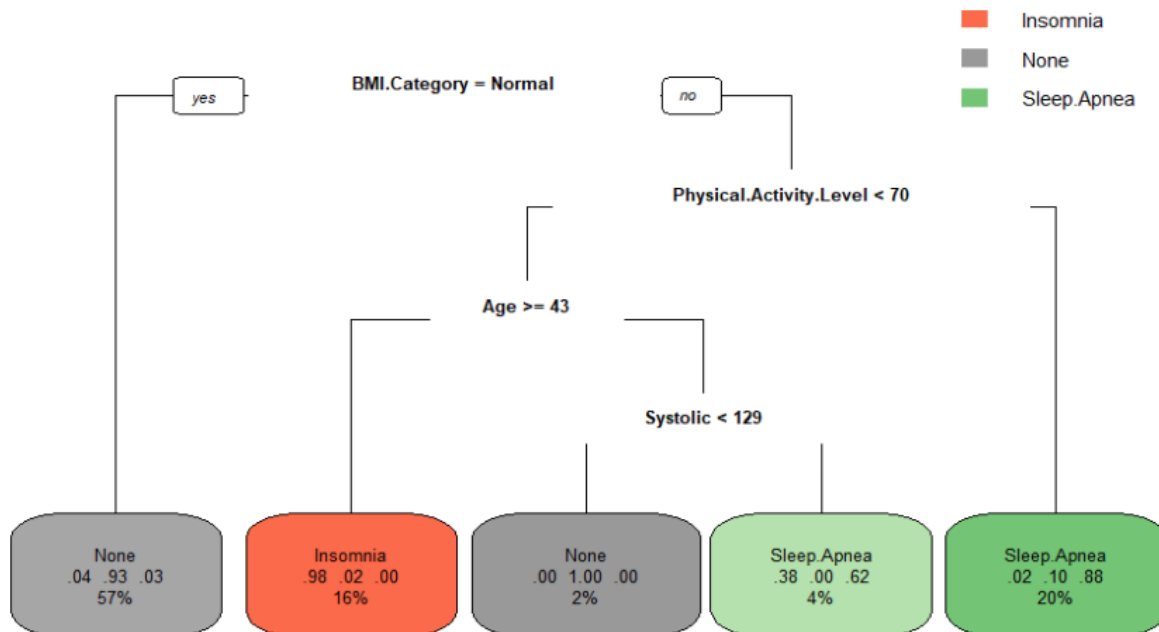 Insomnia
None
Sleep.Apnea
BMI.Category = Normal
yes
no
Physical.Activity.Level < 70
Age >= 43
Systolic < 129
None
.04 .93 .03
57%
Insomnia
.98 .02 .00
16%
None
.00 1.00 .00
2%
Sleep.Apnea
.38 .00 .62
4%
Sleep.Apnea
.02 .10 .88
20%